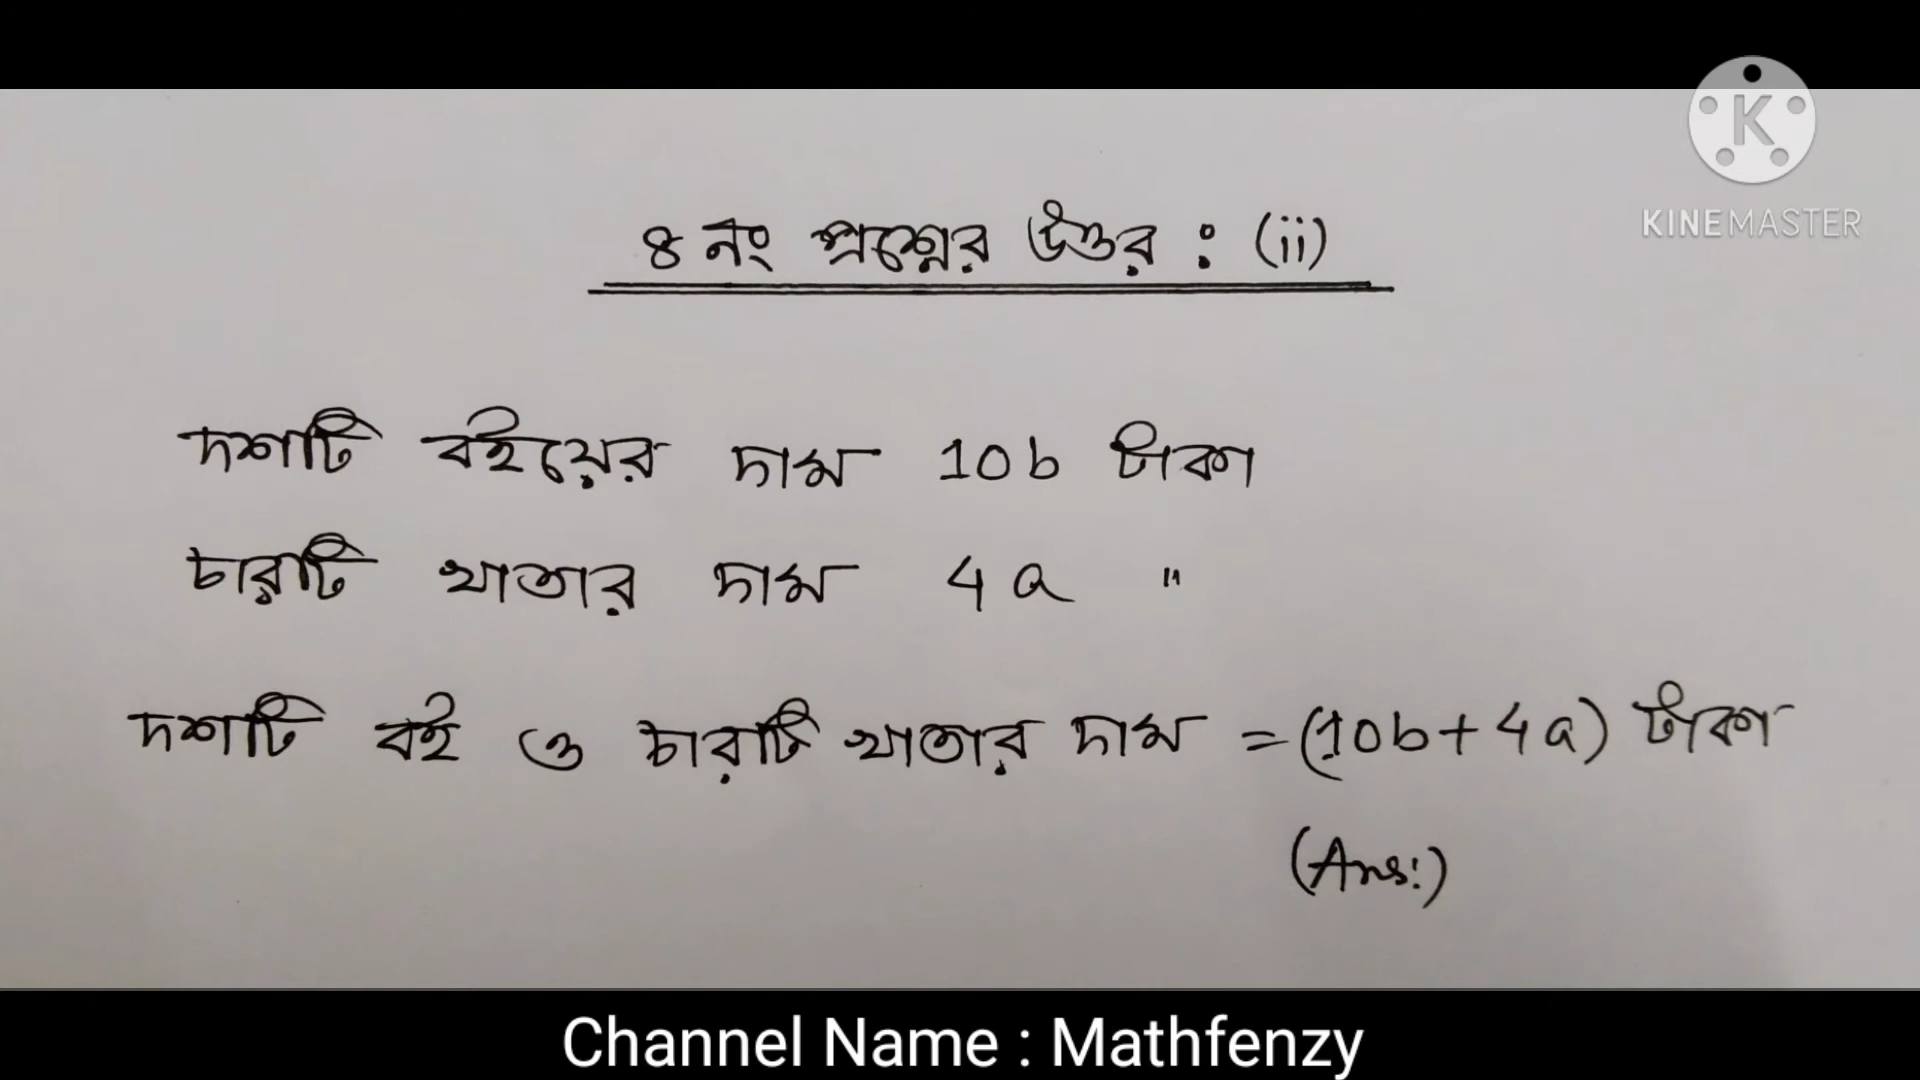 KINEMASTER
৪ নং প্রশ্নের উত্তর : (ii)
দশটি বইয়ের দাম 10b টাকা
চারটি খাতার দাম 4a "
দশটি বই ও চারটি খাতার দাম = (10b+4a) টাকা
(Ans:)
Channel Name : Mathfenzy